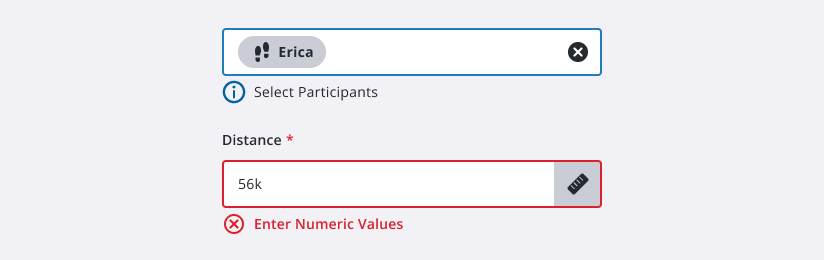 Erica
Select Participants
Distance *
56k
Enter Numeric Values